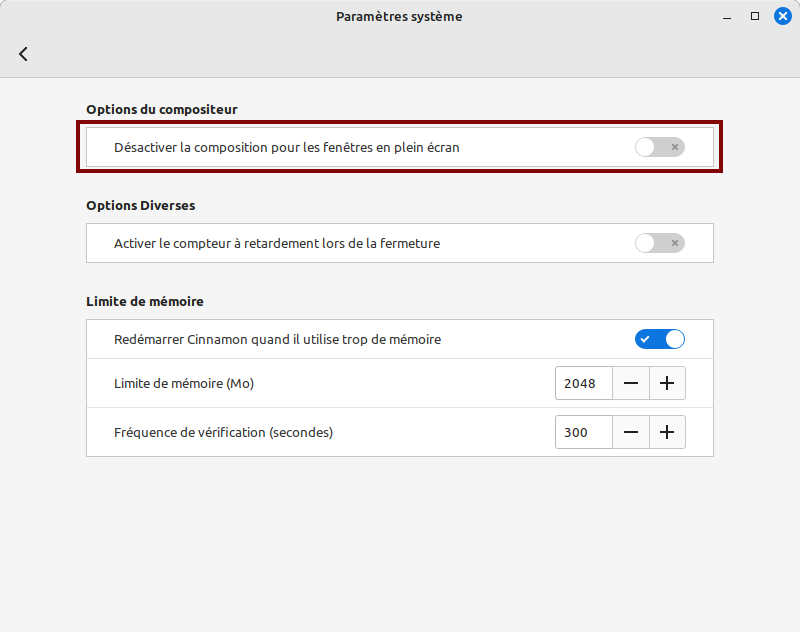 Paramètres système
Options du compositeur
Désactiver la composition pour les fenêtres en plein écran
Options Diverses
Activer le compteur à retardement lors de la fermeture
Limite de mémoire
Redémarrer Cinnamon quand il utilise trop de mémoire
Limite de mémoire (Mo)
2048
Fréquence de vérification (secondes)
300